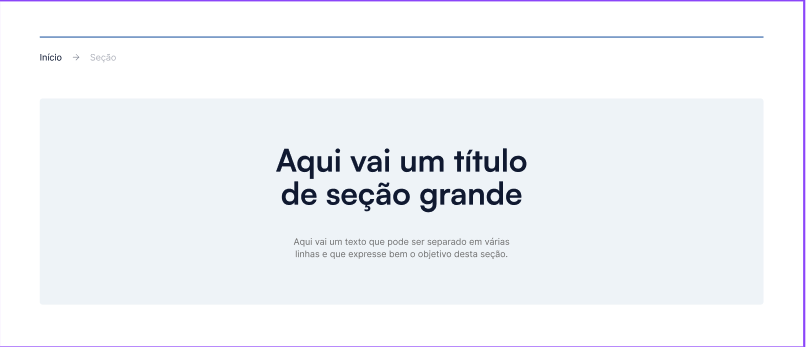 Início → Seção
Aqui vai um título
de seção grande
Aqui vai um texto que pode ser separado em várias
linhas e que expresse bem o objetivo desta seção.